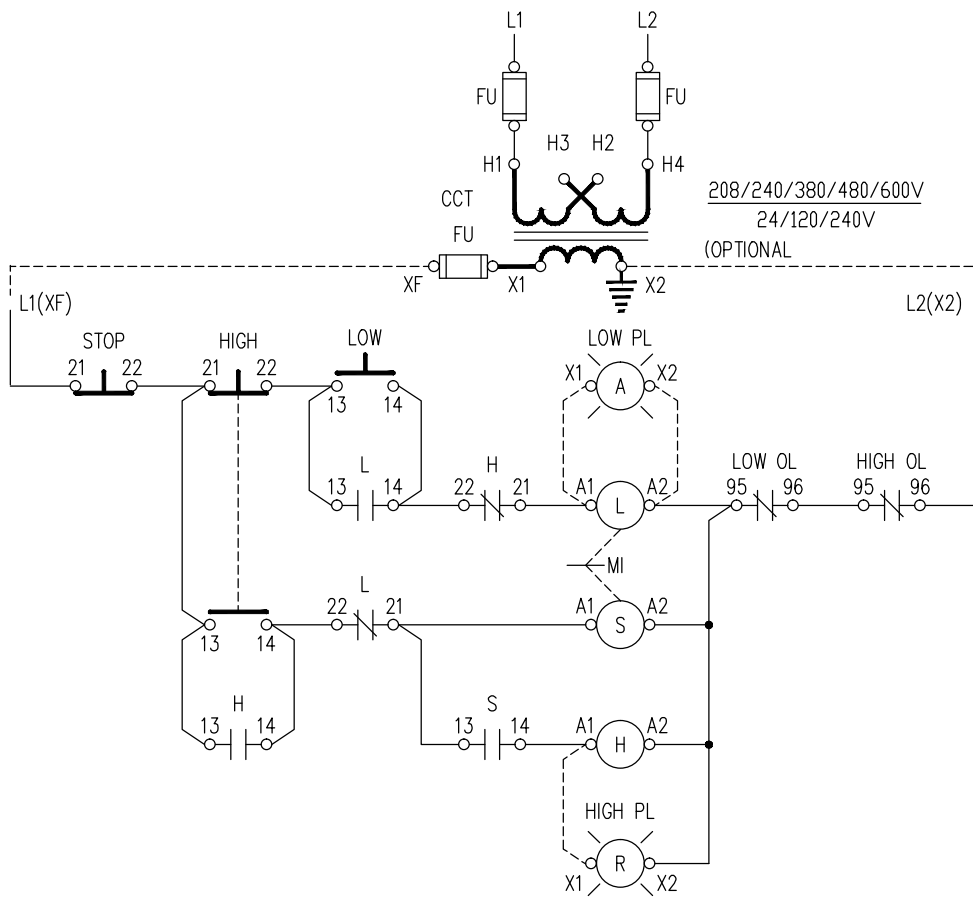 L1 L2
FU FU
H3 H2
H1 H4
CCT
208/240/380/480/600V
24/120/240V
FU
(OPTIONAL
XF X1 X2
L1(XF) L2(X2)
STOP HIGH LOW LOW PL
21 22 21 22 X1 A X2
13 14
L H LOW OL HIGH OL
13 14 22 21 A1 L A2 95 96 95 96
MI
L
22 21 A1 S A2
13 14
H S
13 14 13 14 A1 H A2
HIGH PL
R
X1 X2